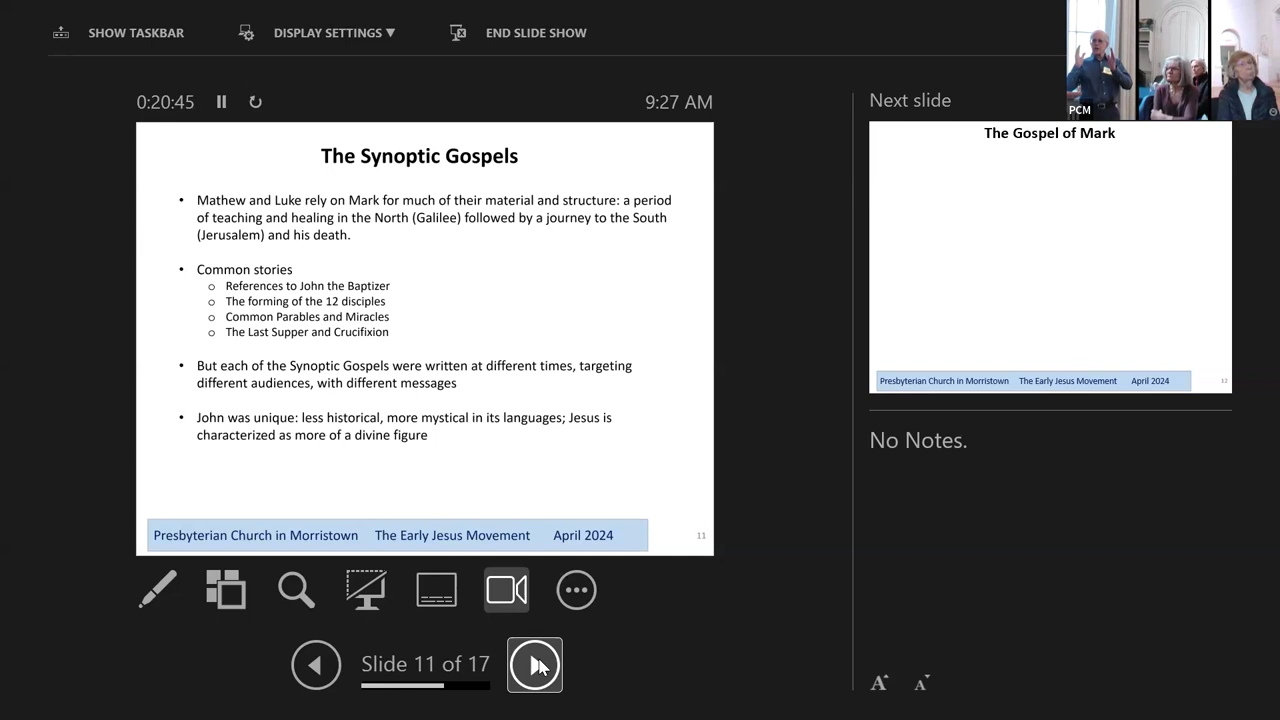 SHOW TASKBAR
DISPLAY SETTINGS ▼
END SLIDE SHOW
PCM
0:20:45
9:27 AM
The Synoptic Gospels
• Mathew and Luke rely on Mark for much of their material and structure: a period
of teaching and healing in the North (Galilee) followed by a journey to the South
(Jerusalem) and his death.
• Common stories
o References to John the Baptizer
o The forming of the 12 disciples
o Common Parables and Miracles
o The Last Supper and Crucifixion
• But each of the Synoptic Gospels were written at different times, targeting
different audiences, with different messages
• John was unique: less historical, more mystical in its languages; Jesus is
characterized as more of a divine figure
Presbyterian Church in Morristown The Early Jesus Movement April 2024
11
Slide 11 of 17
Next slide
The Gospel of Mark
Presbyterian Church in Morristown The Early Jesus Movement April 2024
12
No Notes.
A A